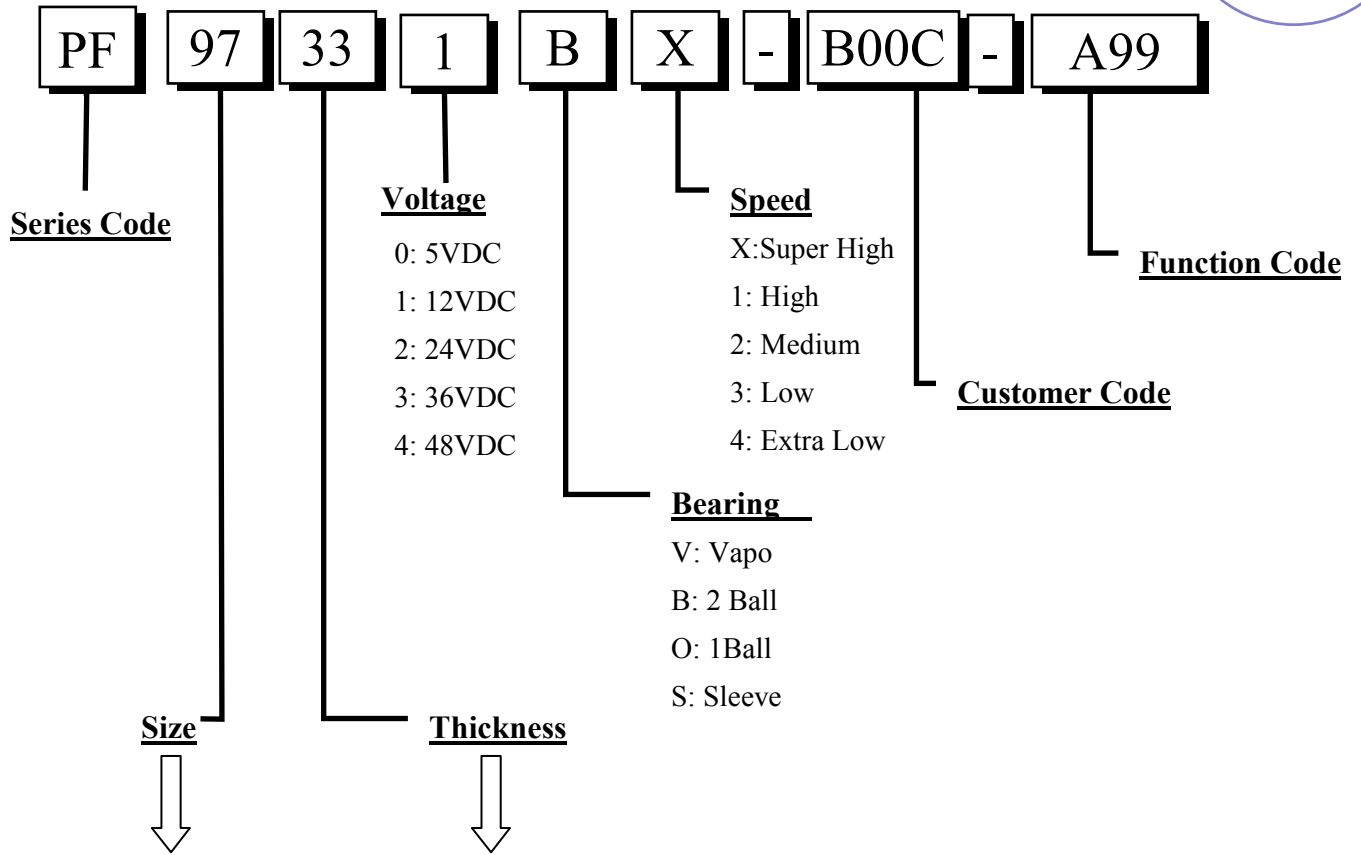 PF 97 33 1 B X - B00C - A99
Series Code
Voltage
0: 5VDC
1: 12VDC
2: 24VDC
3: 36VDC
4: 48VDC
Speed
X:Super High
1: High
2: Medium
3: Low
4: Extra Low
Function Code
Customer Code
Bearing
V: Vapo
B: 2 Ball
O: 1Ball
S: Sleeve
Size
Thickness